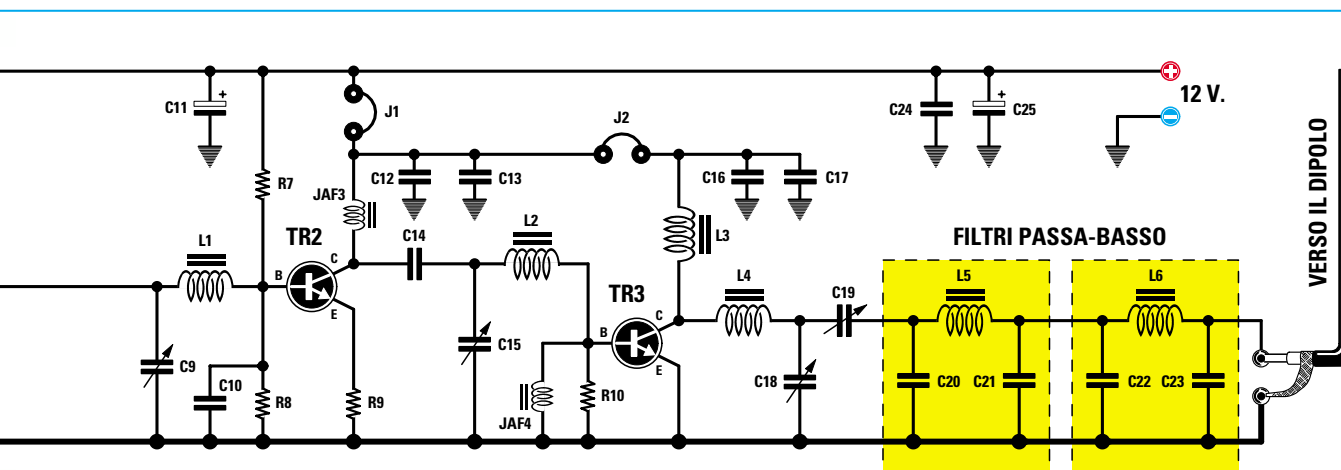 C11
+
R7
J1
J2
C24
+
C25
12 V.
C12
C13
C16
C17
JAF3
L1
TR2
C14
L2
L3
B
C
E
FILTRI PASSA-BASSO
VERSO IL DIPOLO
L4
C19
L5
L6
TR3
B
C
E
C9
C10
R8
R9
C15
JAF4
R10
C18
C20
C21
C22
C23